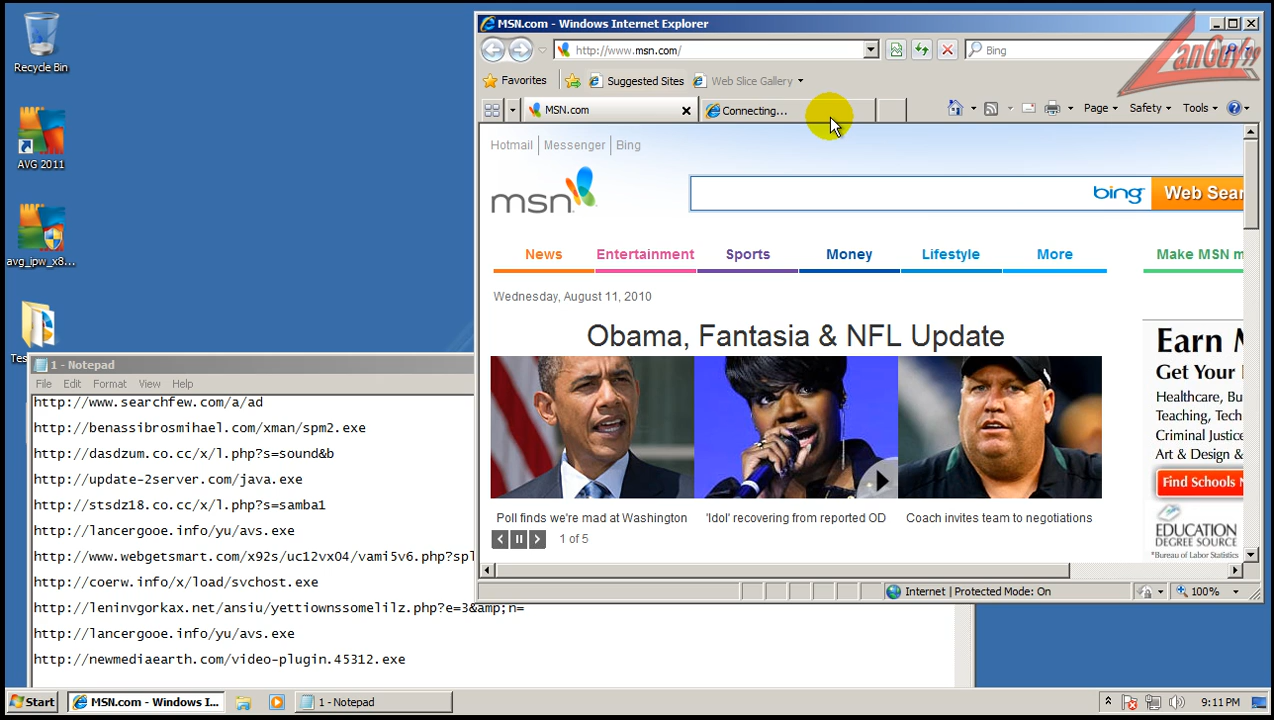 Recycle Bin
AVG 2011
avg_ipw_x8...
MSN.com - Windows Internet Explorer
http://www.msn.com/
Bing
LanGuy99
Favorites
Suggested Sites
Web Slice Gallery
MSN.com
Connecting...
Page
Safety
Tools
Hotmail
Messenger
Bing
msn
bing
Web Sear
News
Entertainment
Sports
Money
Lifestyle
More
Make MSN m
Wednesday, August 11, 2010
Obama, Fantasia & NFL Update
Poll finds we're mad at Washington
'Idol' recovering from reported OD
Coach invites team to negotiations
1 of 5
Get Your
Healthcare, Bu
Teaching, Tech
Criminal Justice
Art & Design &
Find Schools
EDUCATION
DEGREE SOURCE
*Bureau of Labor Statistics
Internet | Protected Mode: On
100%
1 - Notepad
File Edit Format View Help
http://www.searchfew.com/a/ad
http://benassibrosmihael.com/xman/spm2.exe
http://dasdzum.co.cc/x/l.php?s=sound&b
http://update-2server.com/java.exe
http://stsdz18.co.cc/x/l.php?s=samba1
http://lancergooe.info/yu/avs.exe
http://www.webgetsmart.com/x92s/uc12vx04/vami5v6.php?spl
http://coerw.info/x/load/svchost.exe
http://leninvgorkax.net/ansiu/yettiownssomelilz.php?e=3&amp;n=
http://lancergooe.info/yu/avs.exe
http://newmediaearth.com/video-plugin.45312.exe
Start
MSN.com - Windows I...
1 - Notepad
9:11 PM